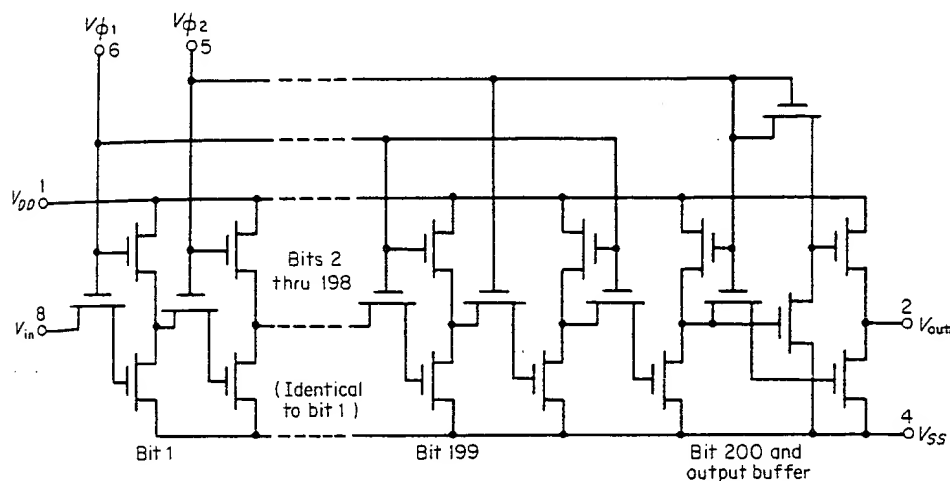 Vϕ1
6
Vϕ2
5
VDD
1
Bits 2
thru 198
8
Vin
2
Vout
(Identical
to bit 1)
4
VSS
Bit 1
Bit 199
Bit 200 and
output buffer